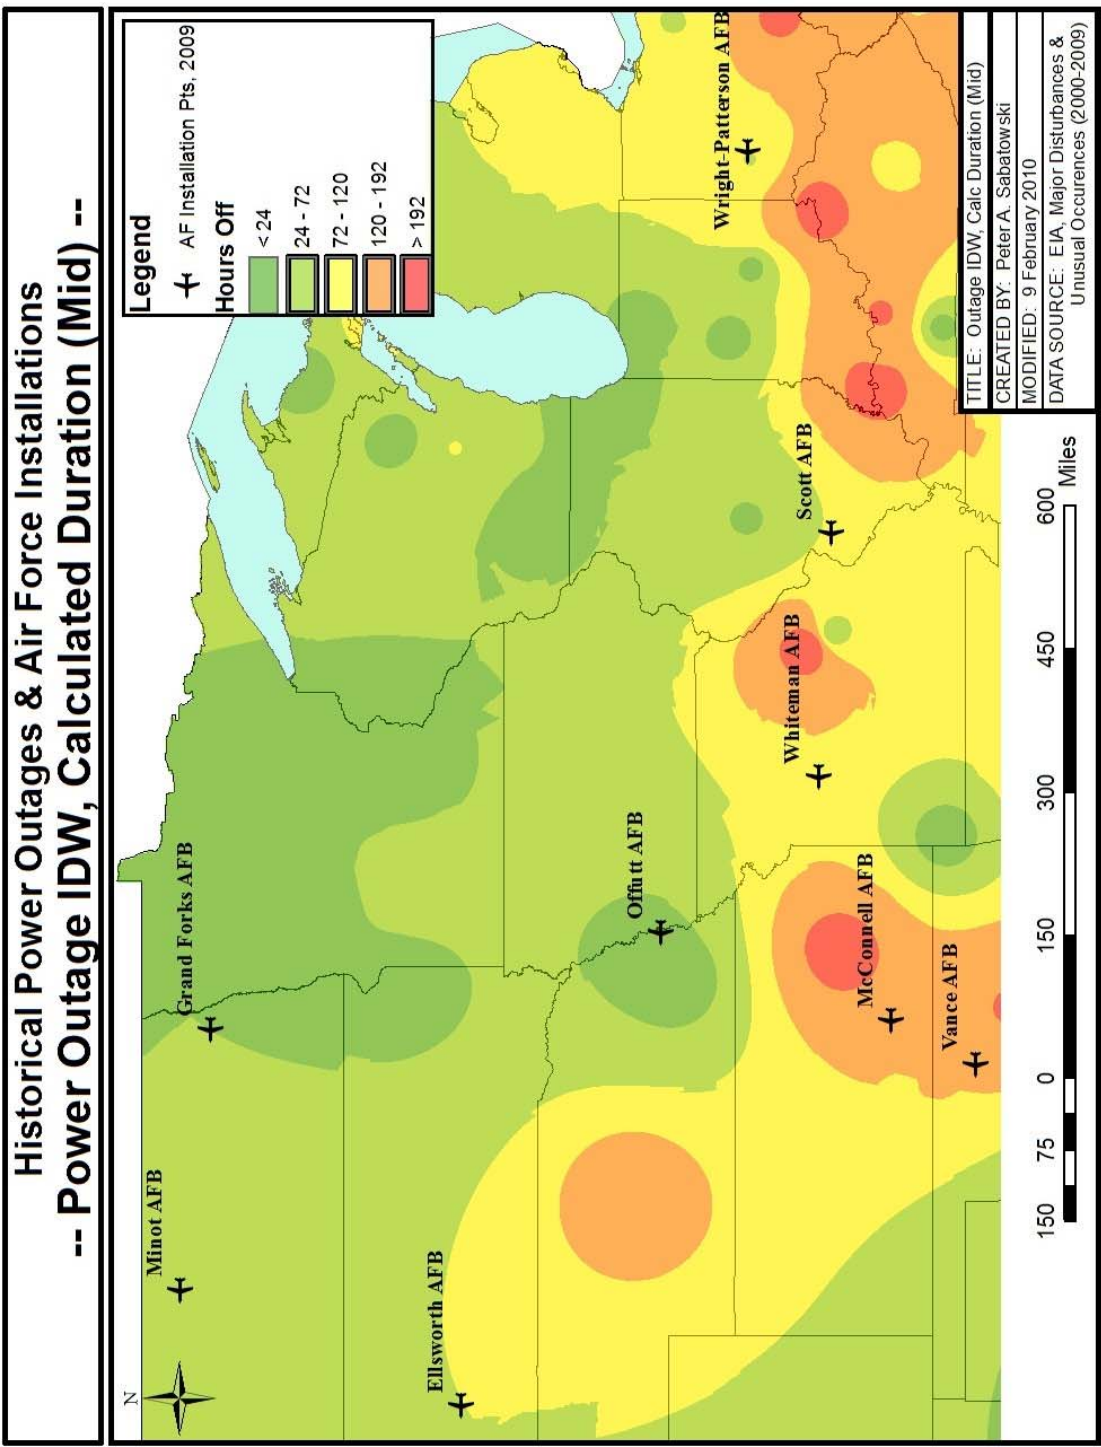 Historical Power Outages & Air Force Installations
-- Power Outage IDW, Calculated Duration (Mid) --
N
Minot AFB
Grand Forks AFB
Ellsworth AFB
Offutt AFB
Whiteman AFB
Scott AFB
Wright-Patterson AFB
McConnell AFB
Vance AFB
Legend
AF Installation Pts, 2009
Hours Off
< 24
24 - 72
72 - 120
120 - 192
> 192
150 75 0 150 300 450 600
Miles
TITLE: Outage IDW, Calc Duration (Mid)
CREATED BY: Peter A. Sabatowski
MODIFIED: 9 February 2010
DATA SOURCE: EIA, Major Disturbances &
Unusual Occurences (2000-2009)